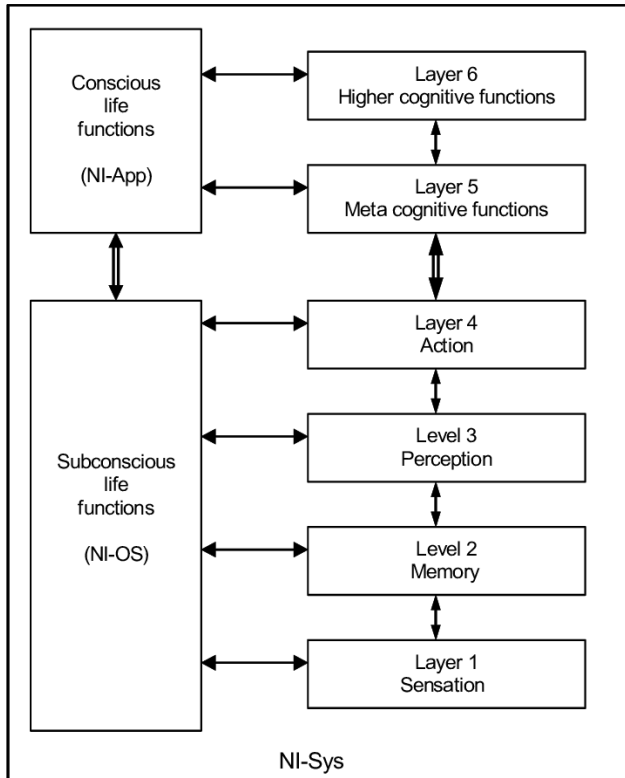 Conscious
life
functions
(NI-App)
Layer 6
Higher cognitive functions
Layer 5
Meta cognitive functions
Subconscious
life
functions
(NI-OS)
Layer 4
Action
Level 3
Perception
Level 2
Memory
Layer 1
Sensation
NI-Sys